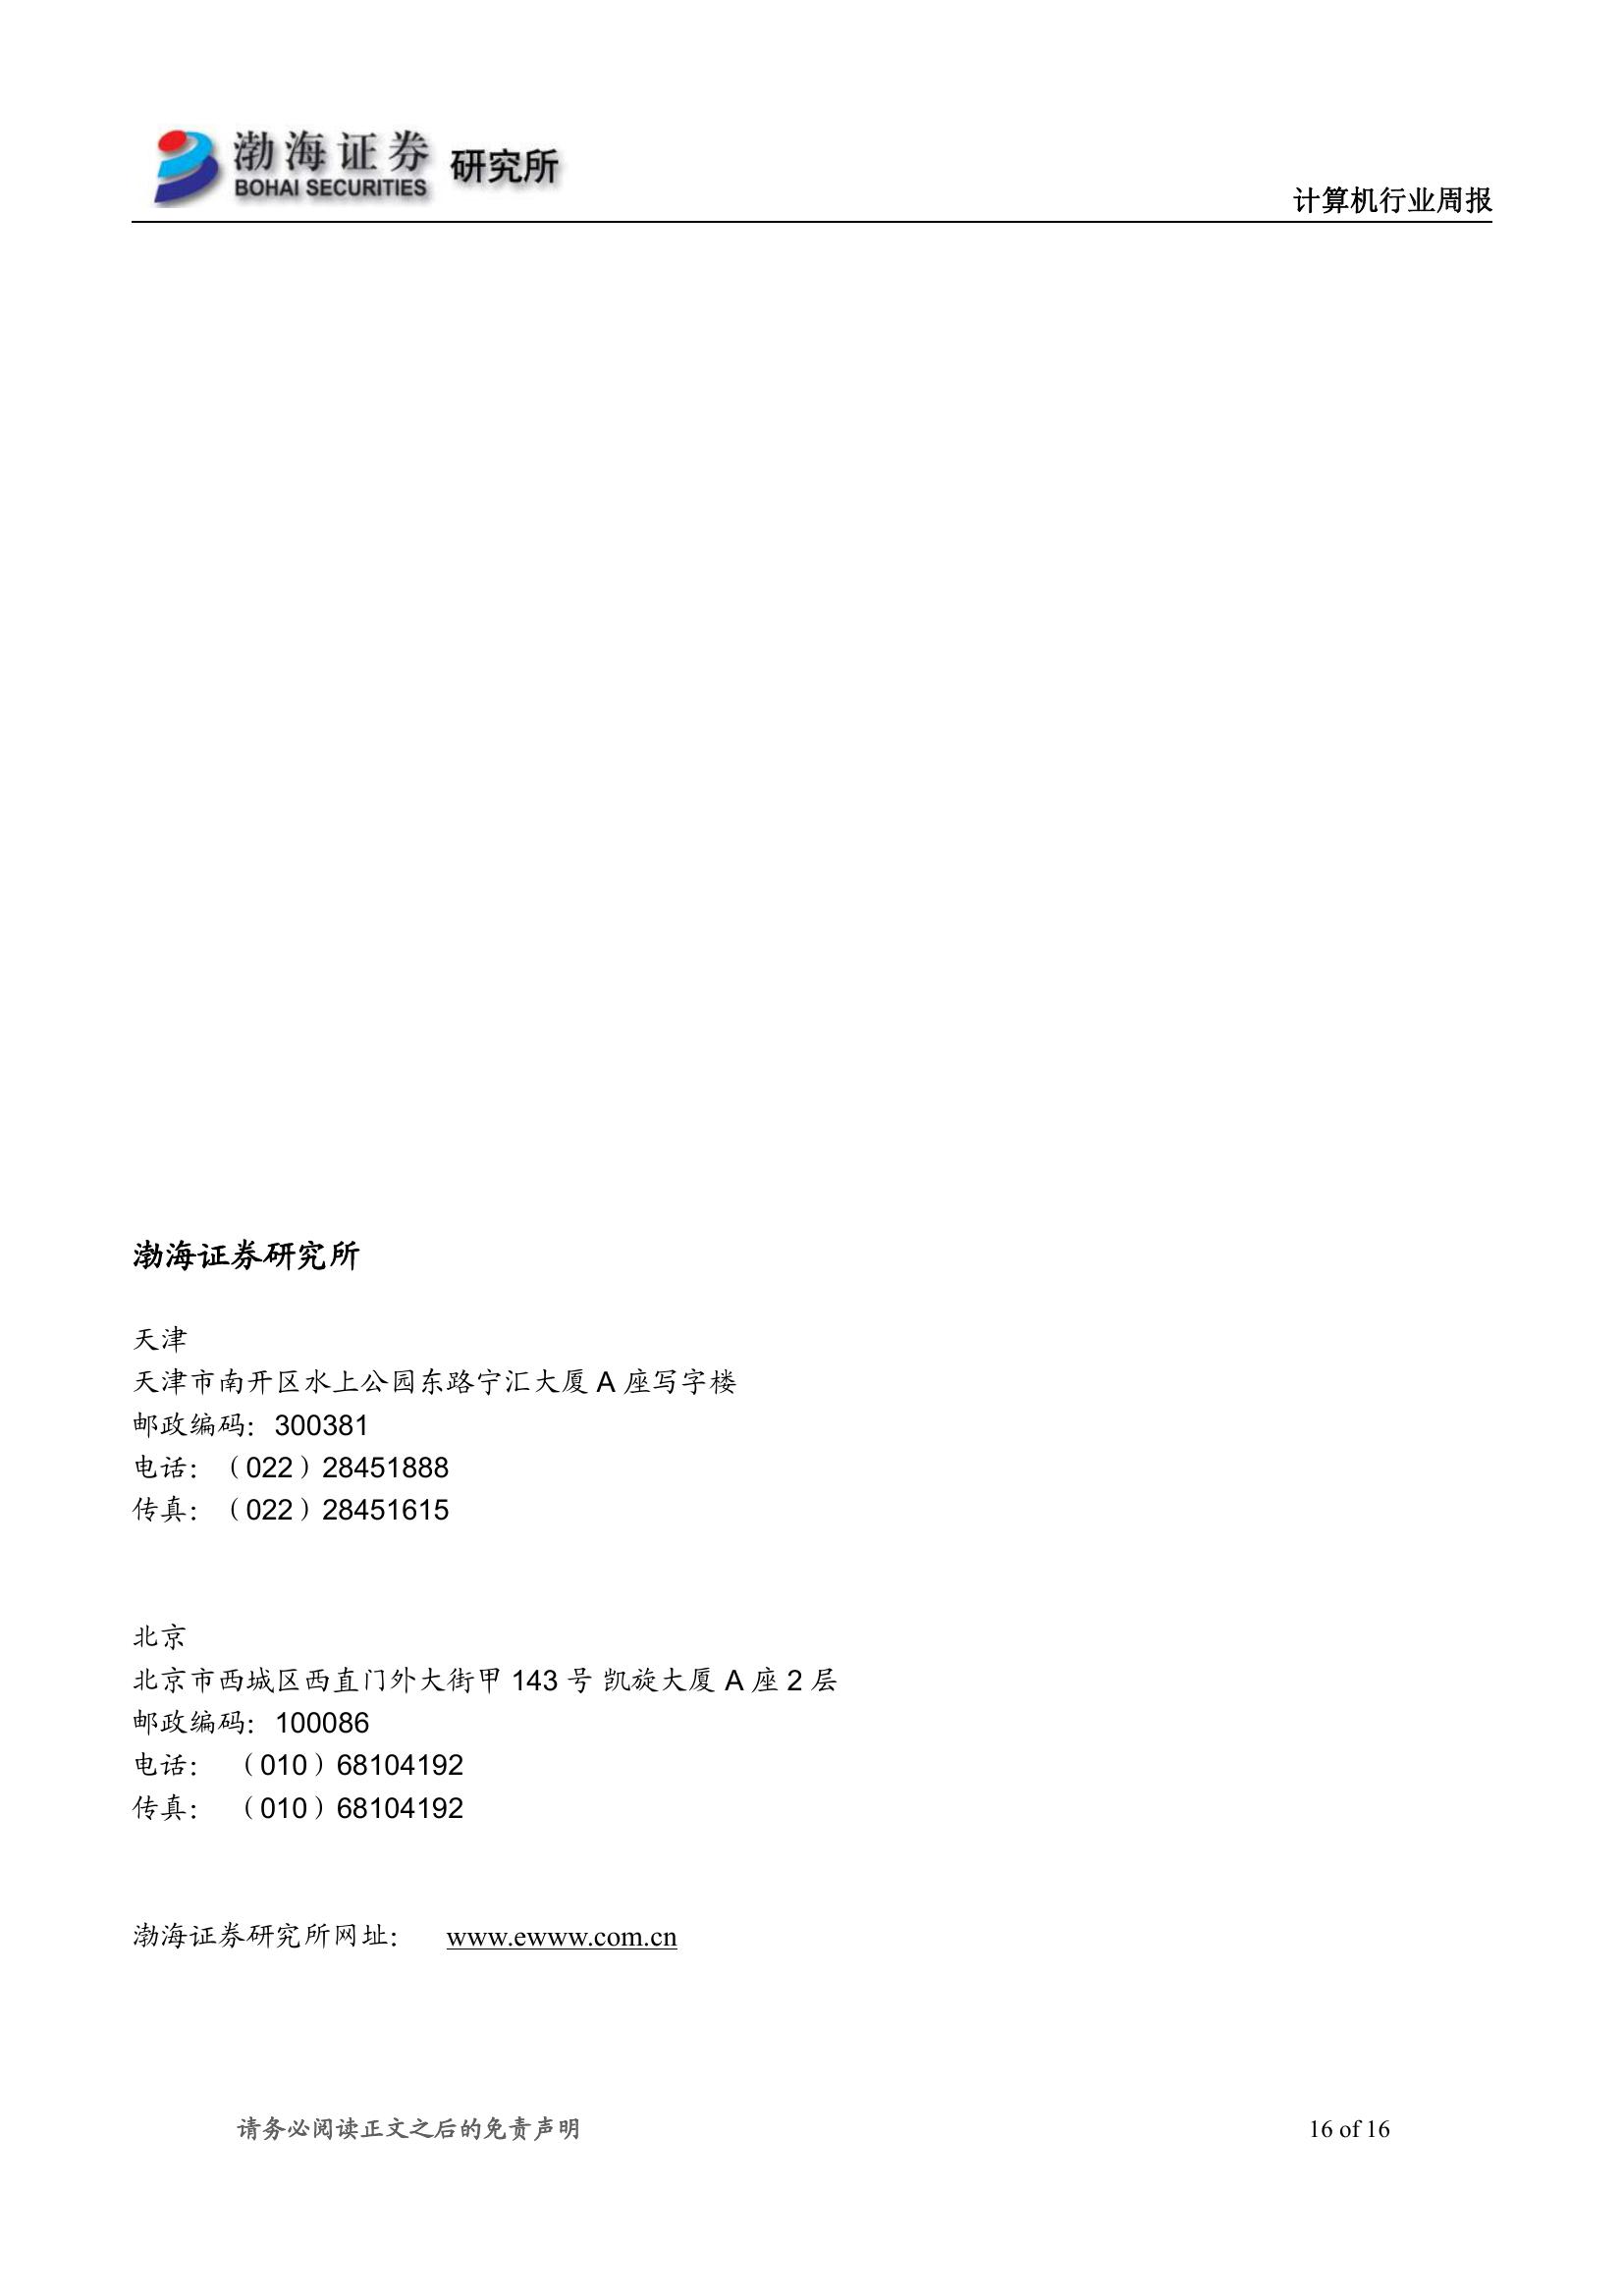 渤海证券 研究所
BOHAI SECURITIES
计算机行业周报
渤海证券研究所
天津
天津市南开区水上公园东路宁汇大厦 A 座写字楼
邮政编码：300381
电话：（022）28451888
传真：（022）28451615
北京
北京市西城区西直门外大街甲 143 号 凯旋大厦 A 座 2 层
邮政编码：100086
电话： （010）68104192
传真： （010）68104192
渤海证券研究所网址： www.ewww.com.cn
请务必阅读正文之后的免责声明 16 of 16